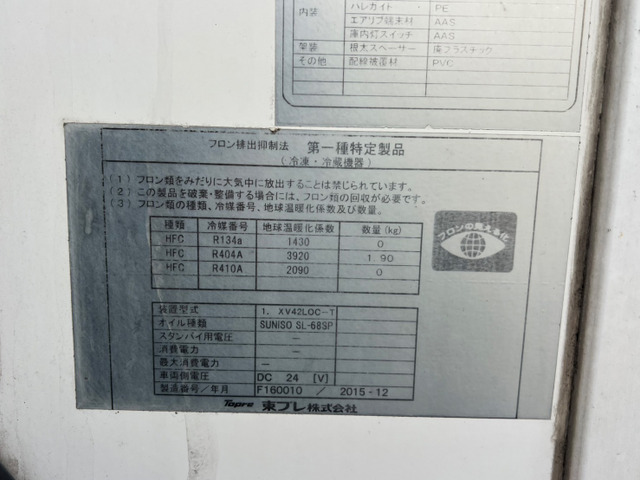 内装 ハレカイト PE
エアリブ端末材 AAS
庫内灯スイッチ AAS
架装 根太スペーサー 廃プラスチック
その他 配線被覆材 PVC
フロン排出抑制法 第一種特定製品
(冷凍・冷蔵機器)
(1) フロン類をみだりに大気中に放出することは禁じられています。
(2) この製品を破棄・整備する場合には、フロン類の回収が必要です。
(3) フロン類の種類、冷媒番号、地球温暖化係数及び数量。
種類 冷媒番号 地球温暖化係数 数量(kg)
HFC R134a 1430 0
HFC R404A 3920 1.90
HFC R410A 2090 0
フロンの見える化
装置型式 1. XV42LOC-T
オイル種類 SUNISO SL-68SP
スタンバイ用電圧 −
消費電力 −
最大消費電力 −
車両側電圧 DC 24 [V]
製造番号/年月 F160010 / 2015-12
Topre 東プレ株式会社